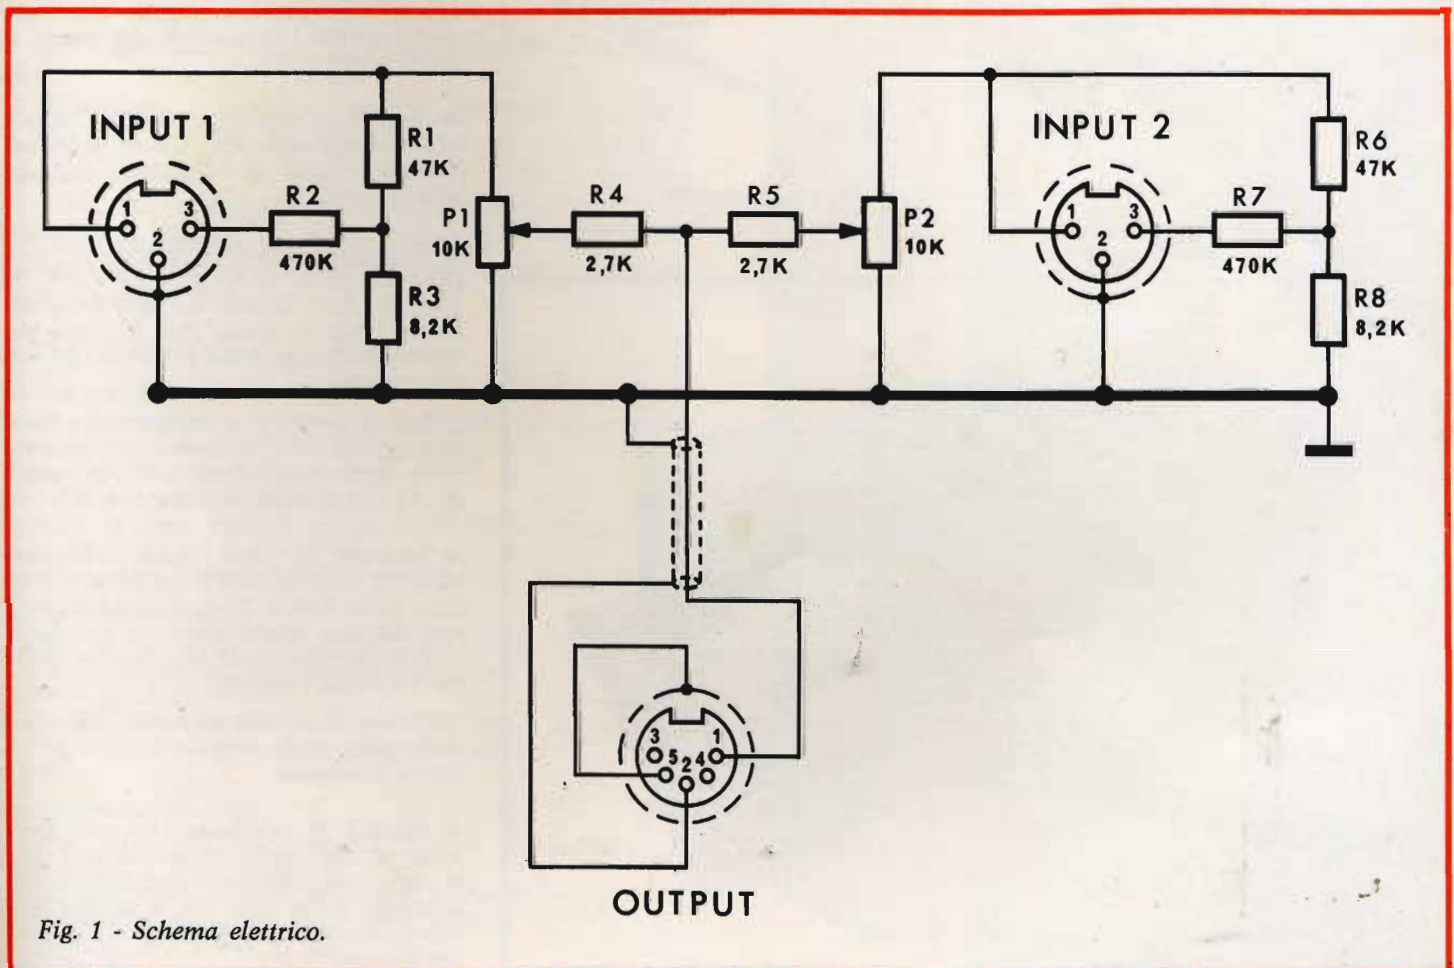 INPUT 1
1
3
2
R2
470K
R1
47K
R3
8,2K
P1
10K
R4
2,7K
R5
2,7K
P2
10K
INPUT 2
1
3
2
R7
470K
R6
47K
R8
8,2K
3
1
5
2
4
OUTPUT
Fig. 1 - Schema elettrico.